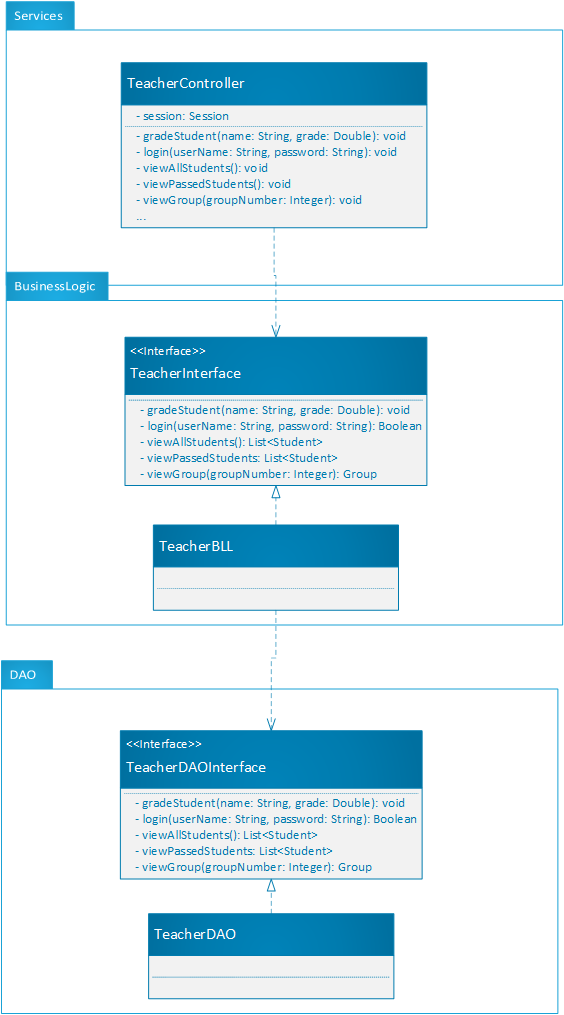 Services
TeacherController
- session: Session
- gradeStudent(name: String, grade: Double): void
- login(userName: String, password: String): void
- viewAllStudents(): void
- viewPassedStudents(): void
- viewGroup(groupNumber: Integer): void
...
BusinessLogic
<<Interface>>
TeacherInterface
- gradeStudent(name: String, grade: Double): void
- login(userName: String, password: String): Boolean
- viewAllStudents(): List<Student>
- viewPassedStudents: List<Student>
- viewGroup(groupNumber: Integer): Group
TeacherBLL
DAO
<<Interface>>
TeacherDAOInterface
- gradeStudent(name: String, grade: Double): void
- login(userName: String, password: String): Boolean
- viewAllStudents(): List<Student>
- viewPassedStudents: List<Student>
- viewGroup(groupNumber: Integer): Group
TeacherDAO